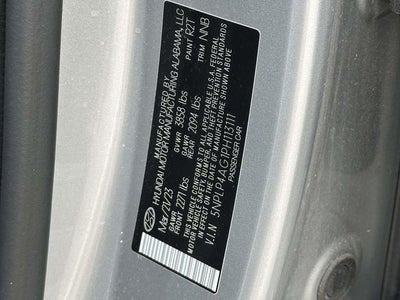 MANUFACTURED BY
HYUNDAI MOTOR MANUFACTURING ALABAMA, LLC
Mar/21/23 GVWR 3858 lbs PAINT R2T
GAWR FRONT 2271 lbs GAWR REAR 2094 lbs TRIM NNB
THIS VEHICLE CONFORMS TO ALL APPLICABLE U.S.A. FEDERAL
MOTOR VEHICLE SAFETY, BUMPER, AND THEFT PREVENTION STANDARDS
IN EFFECT ON THE DATE OF MANUFACTURE SHOWN ABOVE
V.I.N 5NPLP4AG1PH113111
PASSENGER CAR